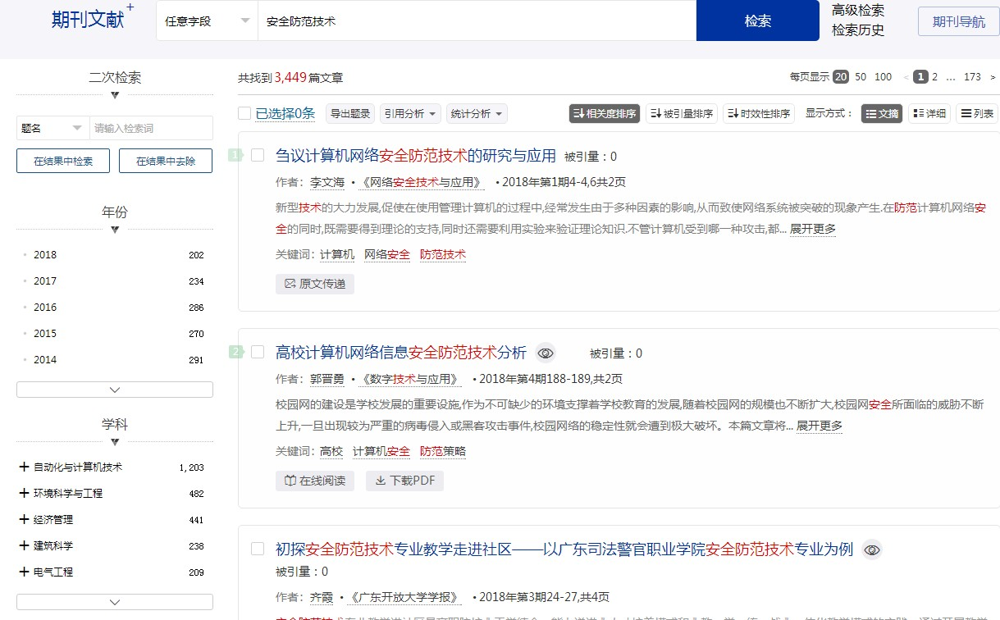 期刊文献+
任意字段
安全防范技术
检索
高级检索
检索历史
期刊导航
二次检索
题名
请输入检索词
在结果中检索
在结果中去除
年份
2018 202
2017 234
2016 286
2015 270
2014 291
学科
自动化与计算机技术 1,203
环境科学与工程 482
经济管理 441
建筑科学 238
电气工程 209
共找到3,449篇文章
每页显示 20 50 100 < 1 2 … 173 >
已选择0条 导出题录 引用分析 统计分析 相关度排序 被引量排序 时效性排序 显示方式: 文摘 详细 列表
1 刍议计算机网络安全防范技术的研究与应用 被引量:0
作者:李文海 •《网络安全技术与应用》 •2018年第1期4-4,6共2页
新型技术的大力发展,促使在使用管理计算机的过程中,经常发生由于多种因素的影响,从而致使网络系统被突破的现象产生.在防范计算机网络安
全的同时,既需要得到理论的支持,同时还需要利用实验来验证理论知识.不管计算机受到哪一种攻击,都... 展开更多
关键词:计算机 网络安全 防范技术
原文传递
2 高校计算机网络信息安全防范技术分析 被引量:0
作者:郭晋勇 •《数字技术与应用》 •2018年第4期188-189,共2页
校园网的建设是学校发展的重要设施,作为不可缺少的环境支撑着学校教育的发展,随着校园网的规模也不断扩大,校园网安全所面临的威胁不断
上升,一旦出现较为严重的病毒侵入或黑客攻击事件,校园网络的稳定性就会遭到极大破坏。本篇文章将... 展开更多
关键词:高校 计算机安全 防范策略
在线阅读 下载PDF
初探安全防范技术专业教学走进社区——以广东司法警官职业学院安全防范技术专业为例
被引量:0
作者:齐霞 •《广东开放大学学报》 •2018年第3期24-27,共4页